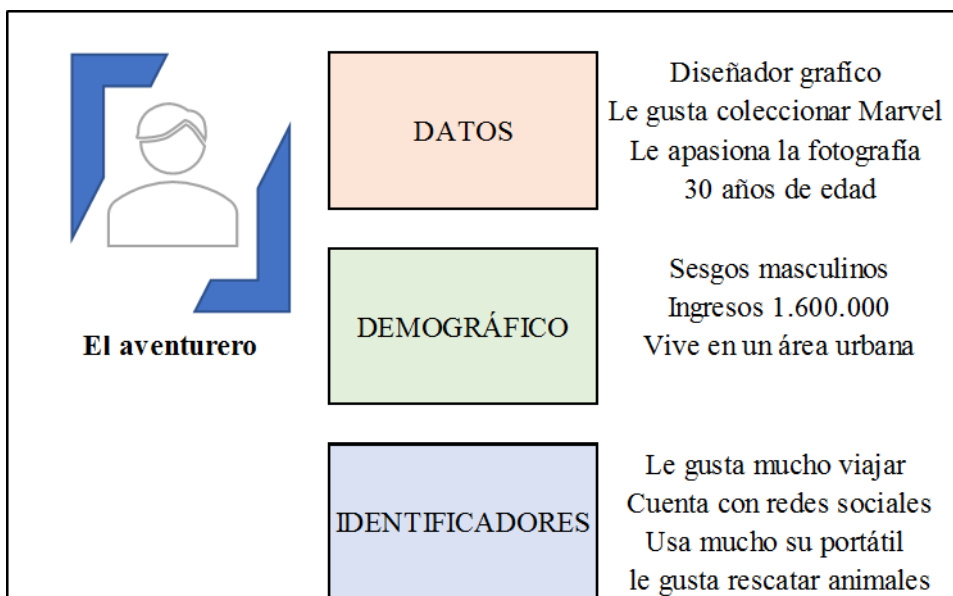 El aventurero
DATOS
Diseñador grafico
Le gusta coleccionar Marvel
Le apasiona la fotografía
30 años de edad
DEMOGRÁFICO
Sesgos masculinos
Ingresos 1.600.000
Vive en un área urbana
IDENTIFICADORES
Le gusta mucho viajar
Cuenta con redes sociales
Usa mucho su portátil
le gusta rescatar animales